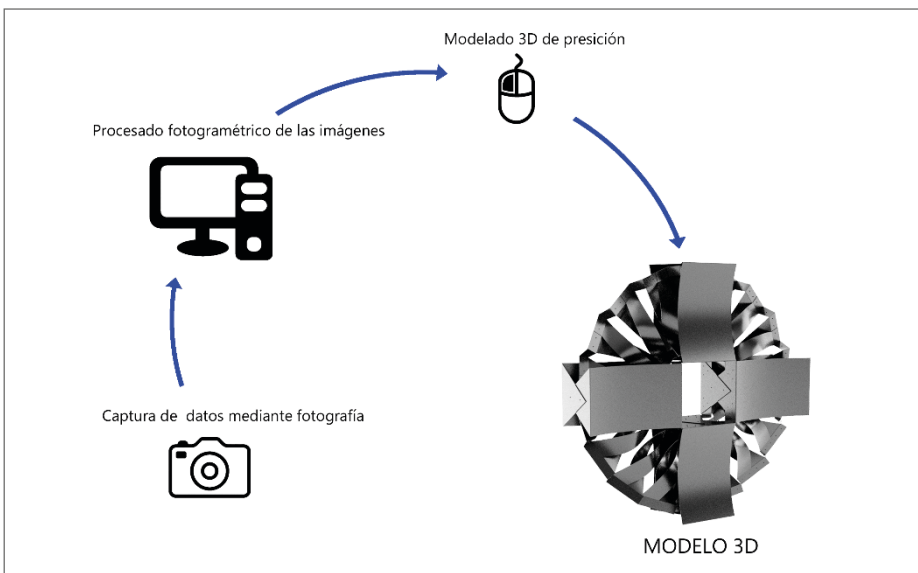 Modelado 3D de presición
Procesado fotogramétrico de las imágenes
Captura de datos mediante fotografía
MODELO 3D